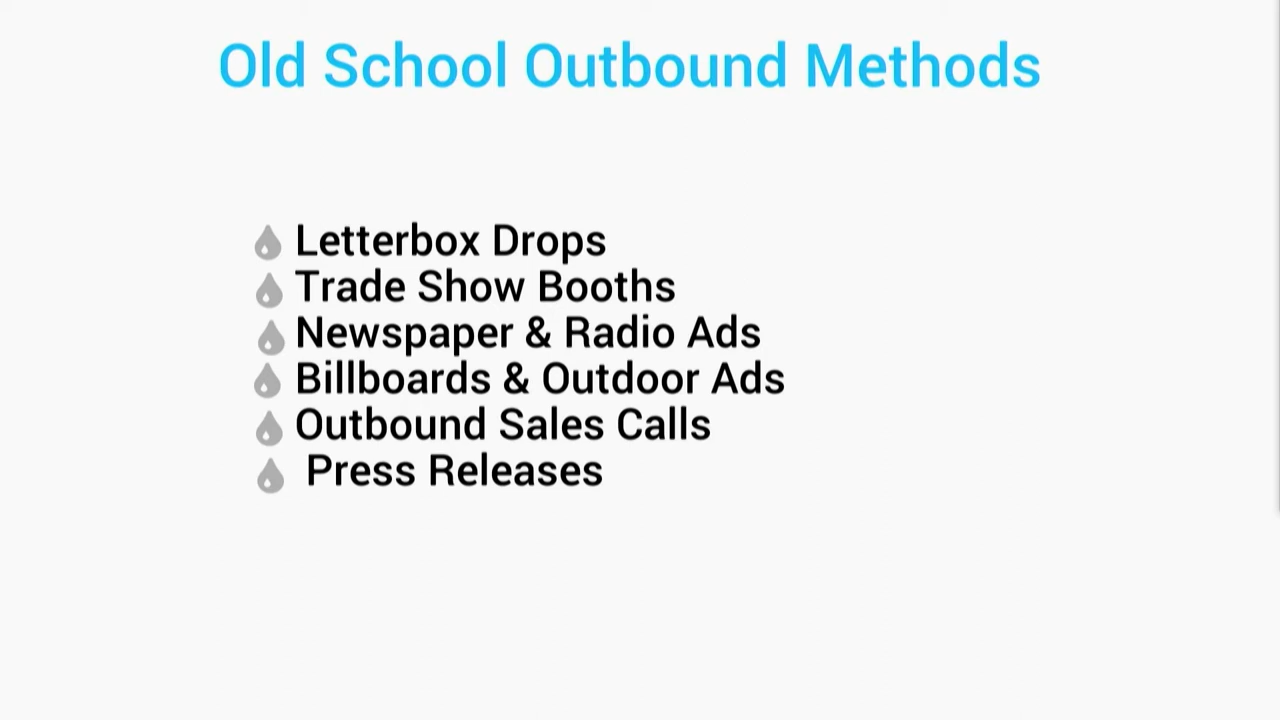 Old School Outbound Methods
Letterbox Drops
Trade Show Booths
Newspaper & Radio Ads
Billboards & Outdoor Ads
Outbound Sales Calls
Press Releases